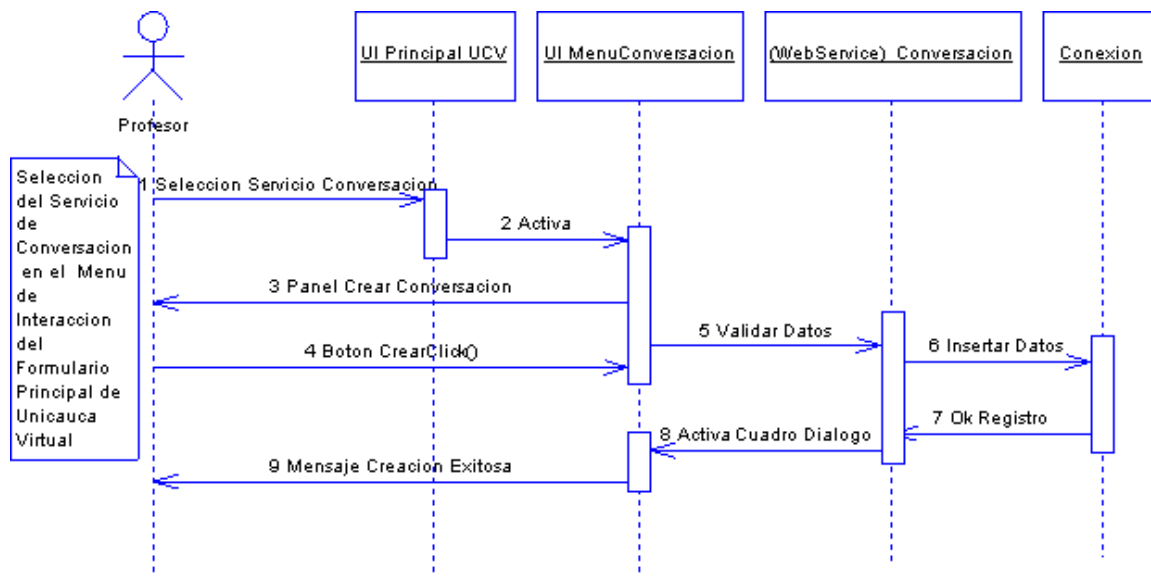 UI Principal UCV
UI MenuConversacion
(WebService)_Conversacion
Conexion
Profesor
Seleccion
del Servicio
de
Conversacion
en el Menu
de
Interaccion
del
Formulario
Principal de
Unicauca
Virtual
1 Seleccion Servicio Conversacion
2 Activa
3 Panel Crear Conversacion
4 Boton CrearClick()
5 Validar Datos
6 Insertar Datos
7 Ok Registro
8 Activa Cuadro Dialogo
9 Mensaje Creacion Exitosa